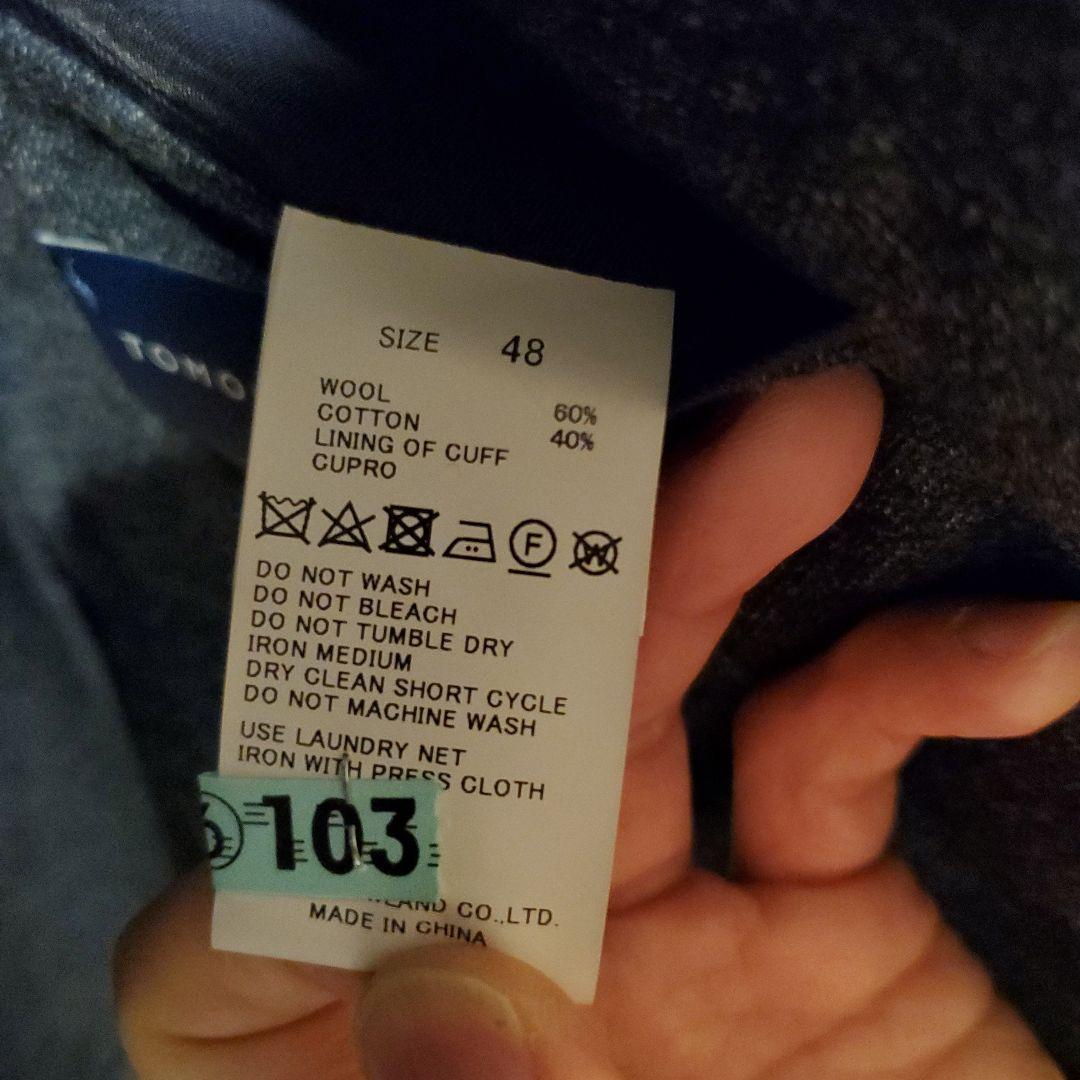 TOMO
SIZE 48
WOOL 60%
COTTON 40%
LINING OF CUFF
CUPRO
F
W
DO NOT WASH
DO NOT BLEACH
DO NOT TUMBLE DRY
IRON MEDIUM
DRY CLEAN SHORT CYCLE
DO NOT MACHINE WASH
USE LAUNDRY NET
IRON WITH PRESS CLOTH
103
CO.,LTD.
MADE IN CHINA